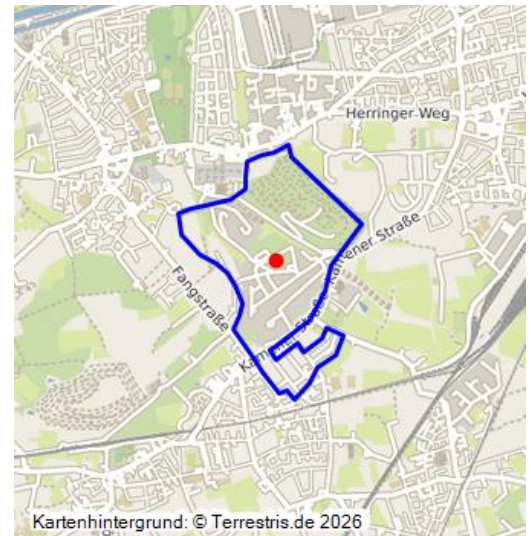 Herringer Weg
Kamener Straße
Fangstraße
Kamener Straße
Kartenhintergrund: © Terrestris.de 2026